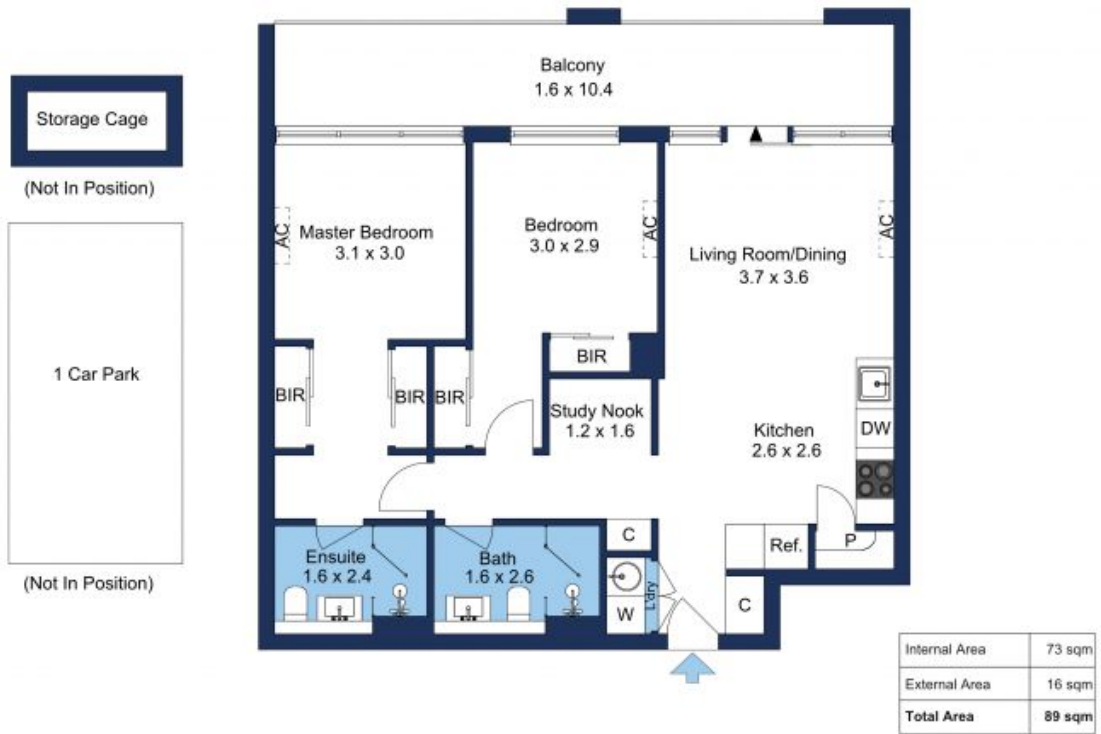 Balcony
1.6 x 10.4
Storage Cage
(Not In Position)
AC
Master Bedroom
3.1 x 3.0
Bedroom
3.0 x 2.9
AC
Living Room/Dining
3.7 x 3.6
AC
1 Car Park
(Not In Position)
BIR
BIR
BIR
BIR
Study Nook
1.2 x 1.6
Kitchen
2.6 x 2.6
DW
Ensuite
1.6 x 2.4
Bath
1.6 x 2.6
C
W
L'dry
Ref.
P
C
Internal Area 73 sqm
External Area 16 sqm
Total Area 89 sqm